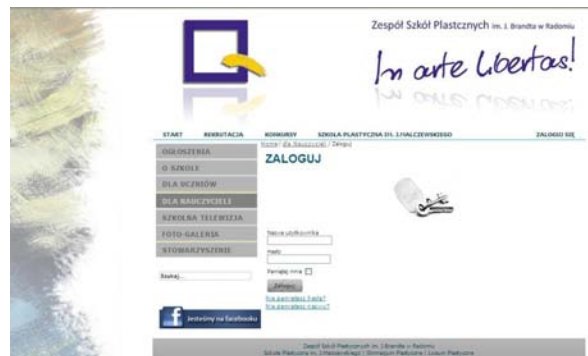 Zespół Szkół Plastcznych im. J. Brandta w Radomiu
In arte libertas!
START REKRUTACJA KONKURSY SZKOŁA PLASTYCZNA IM. J.MALCZEWSKIEGO ZALOGUJ SIĘ
Home / dla Nauczycieli / Zaloguj
OGŁOSZENIA
O SZKOLE
DLA UCZNIÓW
DLA NAUCZYCIELI
SZKOLNA TELEWIZJA
FOTO-GALERIA
STOWARZYSZENIE
Szukaj...
Jesteśmy na facebooku
ZALOGUJ
Nazwa użytkownika
Hasło
Pamiętaj mnie
Zaloguj
Nie pamiętasz hasła?
Nie pamiętasz nazwy?
Zespół Szkół Plastycznych im. J.Brandta w Radomiu
Szkoła Plastyczna im. J.Malczewskiego | Gimnazjum Plastyczne | Liceum Plastyczne